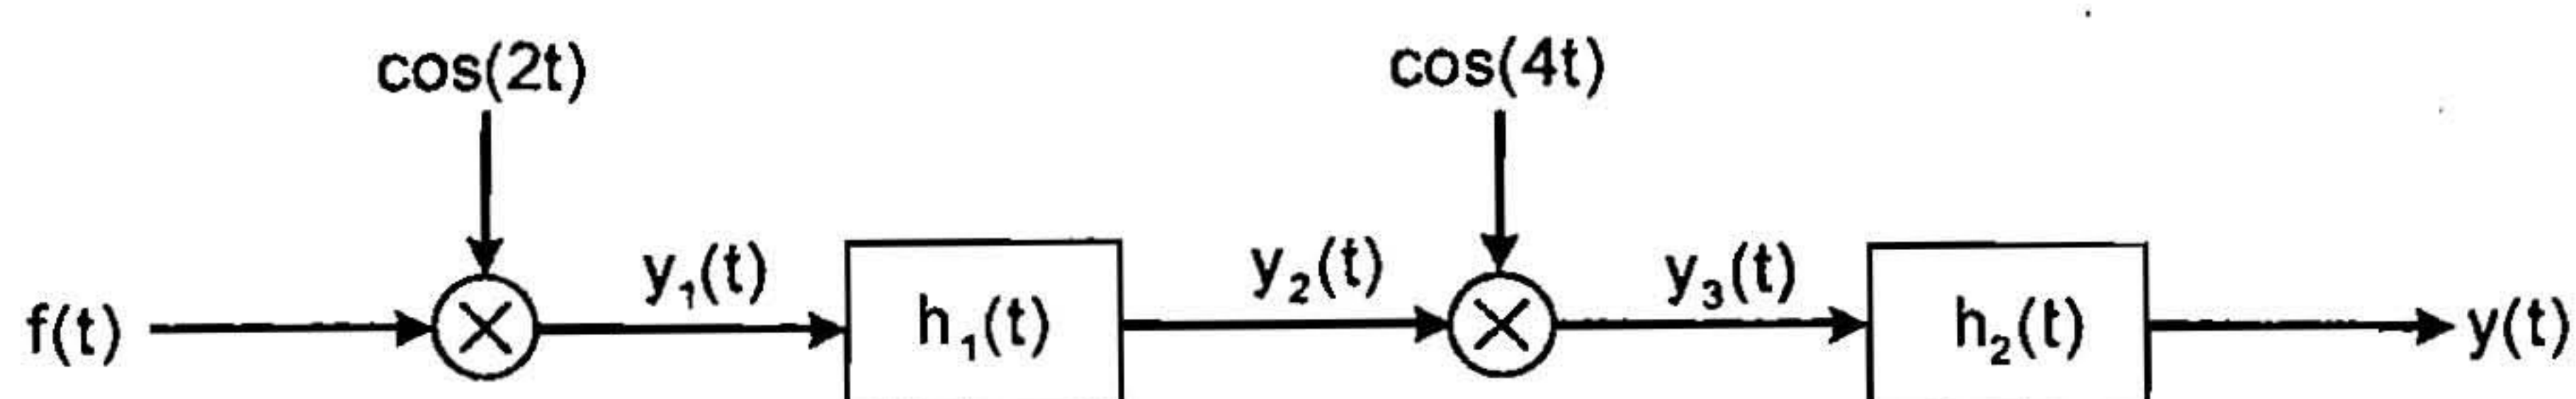 cos(2t) cos(4t)
f(t) y₁(t) h₁(t) y₂(t) y₃(t) h₂(t) y(t)